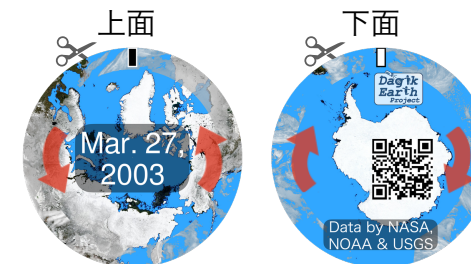 上面
下面
Mar. 27
2003
Dagik
Earth
Project
Data by NASA,
NOAA & USGS